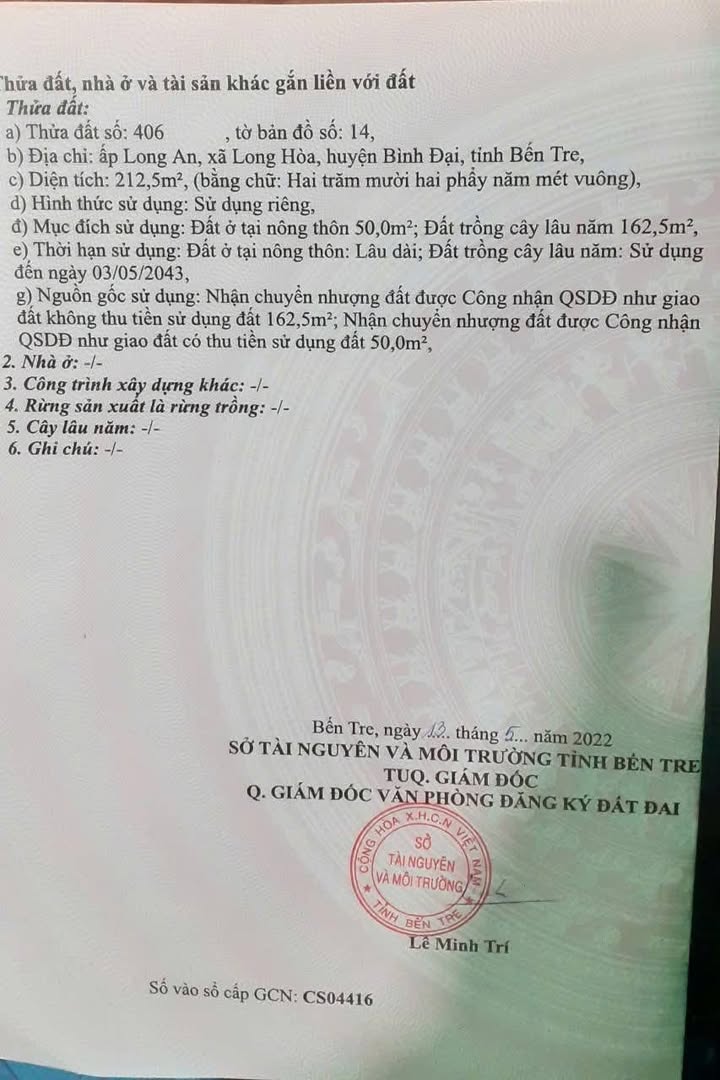 Thửa đất, nhà ở và tài sản khác gắn liền với đất
Thửa đất:
a) Thửa đất số: 406 , tờ bản đồ số: 14,
b) Địa chỉ: ấp Long An, xã Long Hòa, huyện Bình Đại, tỉnh Bến Tre,
c) Diện tích: 212,5m², (bằng chữ: Hai trăm mười hai phẩy năm mét vuông),
d) Hình thức sử dụng: Sử dụng riêng,
đ) Mục đích sử dụng: Đất ở tại nông thôn 50,0m²; Đất trồng cây lâu năm 162,5m²,
e) Thời hạn sử dụng: Đất ở tại nông thôn: Lâu dài; Đất trồng cây lâu năm: Sử dụng
đến ngày 03/05/2043,
g) Nguồn gốc sử dụng: Nhận chuyển nhượng đất được Công nhận QSDĐ như giao
đất không thu tiền sử dụng đất 162,5m²; Nhận chuyển nhượng đất được Công nhận
QSDĐ như giao đất có thu tiền sử dụng đất 50,0m²,
2. Nhà ở: -/-
3. Công trình xây dựng khác: -/-
4. Rừng sản xuất là rừng trồng: -/-
5. Cây lâu năm: -/-
6. Ghi chú: -/-
Bến Tre, ngày 13.. tháng 5... năm 2022
SỞ TÀI NGUYÊN VÀ MÔI TRƯỜNG TỈNH BẾN TRE
TUQ. GIÁM ĐỐC
Q. GIÁM ĐỐC VĂN PHÒNG ĐĂNG KÝ ĐẤT ĐAI
CỘNG HÒA X.H.C.N VIỆT NAM
SỞ
TÀI NGUYÊN
VÀ MÔI TRƯỜNG
★ TỈNH BẾN TRE ★
Lê Minh Trí
Số vào sổ cấp GCN: CS04416